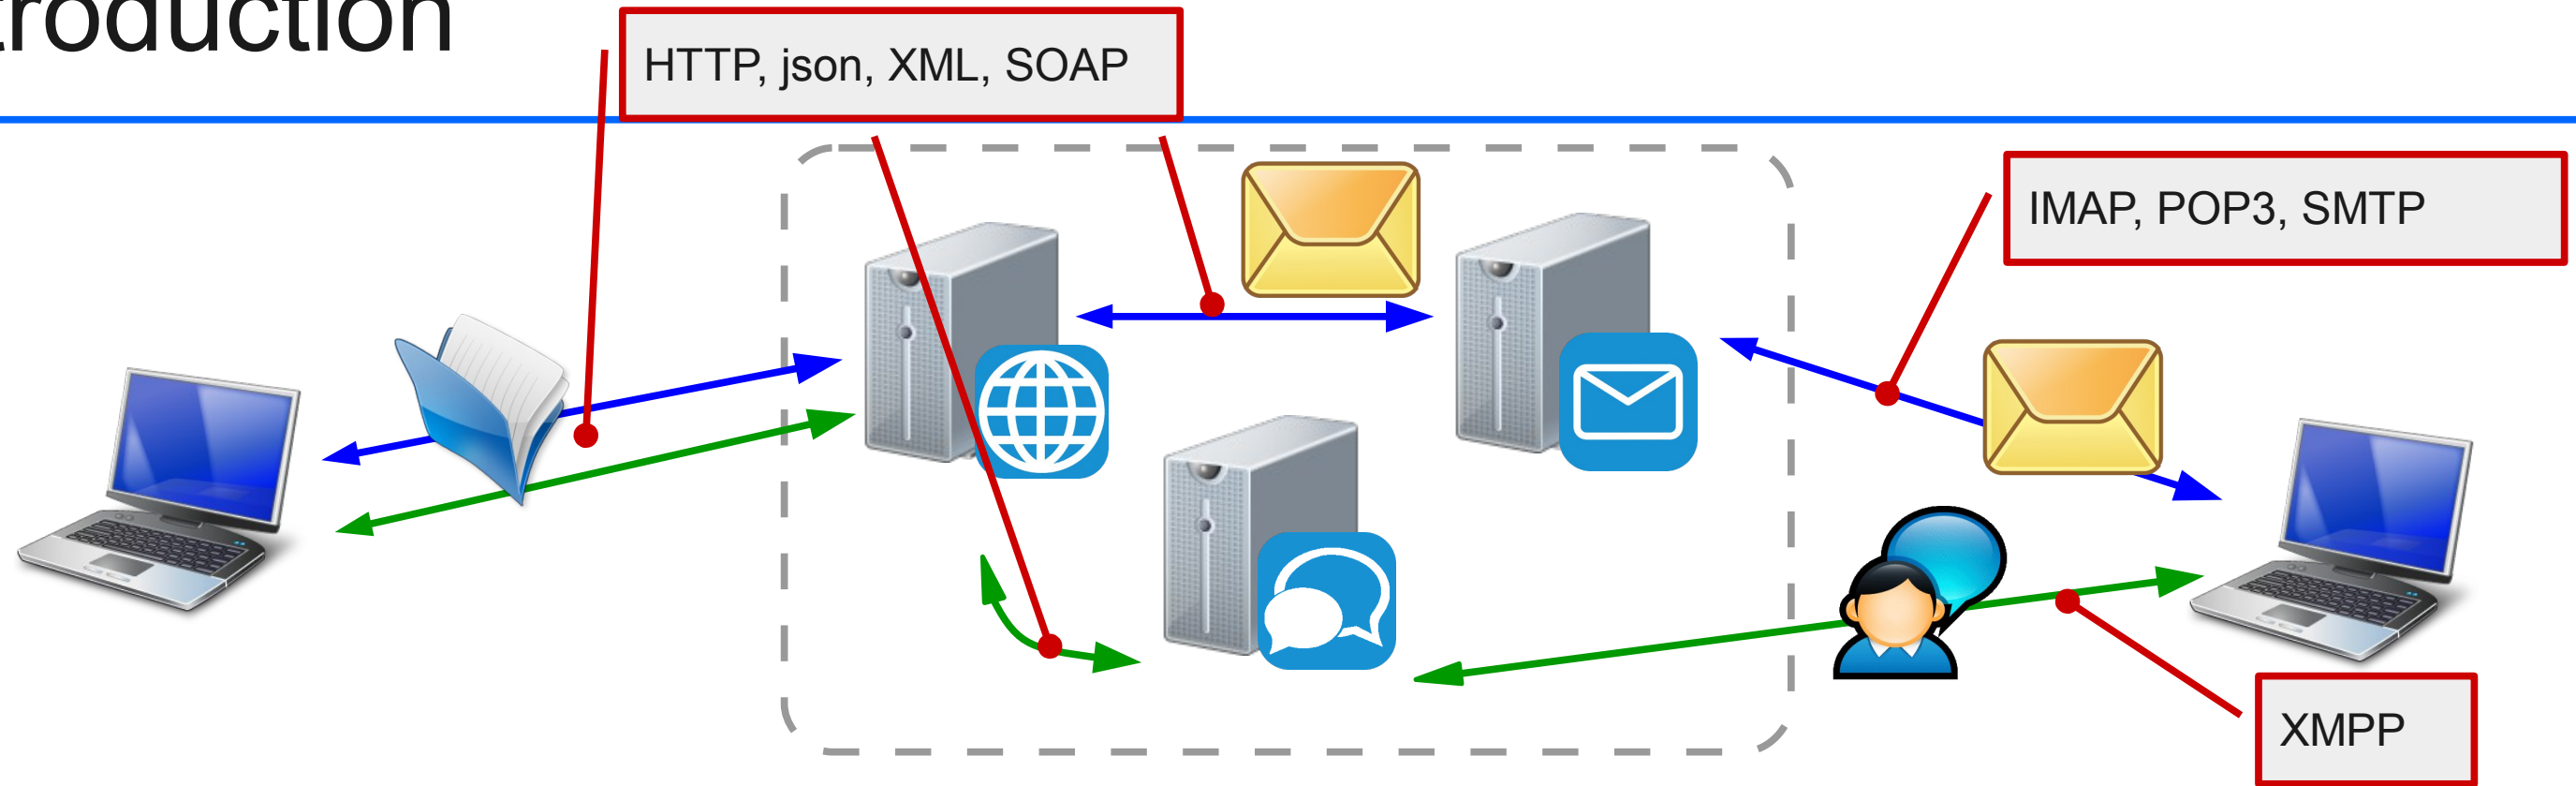 troduction
HTTP, json, XML, SOAP
IMAP, POP3, SMTP
XMPP